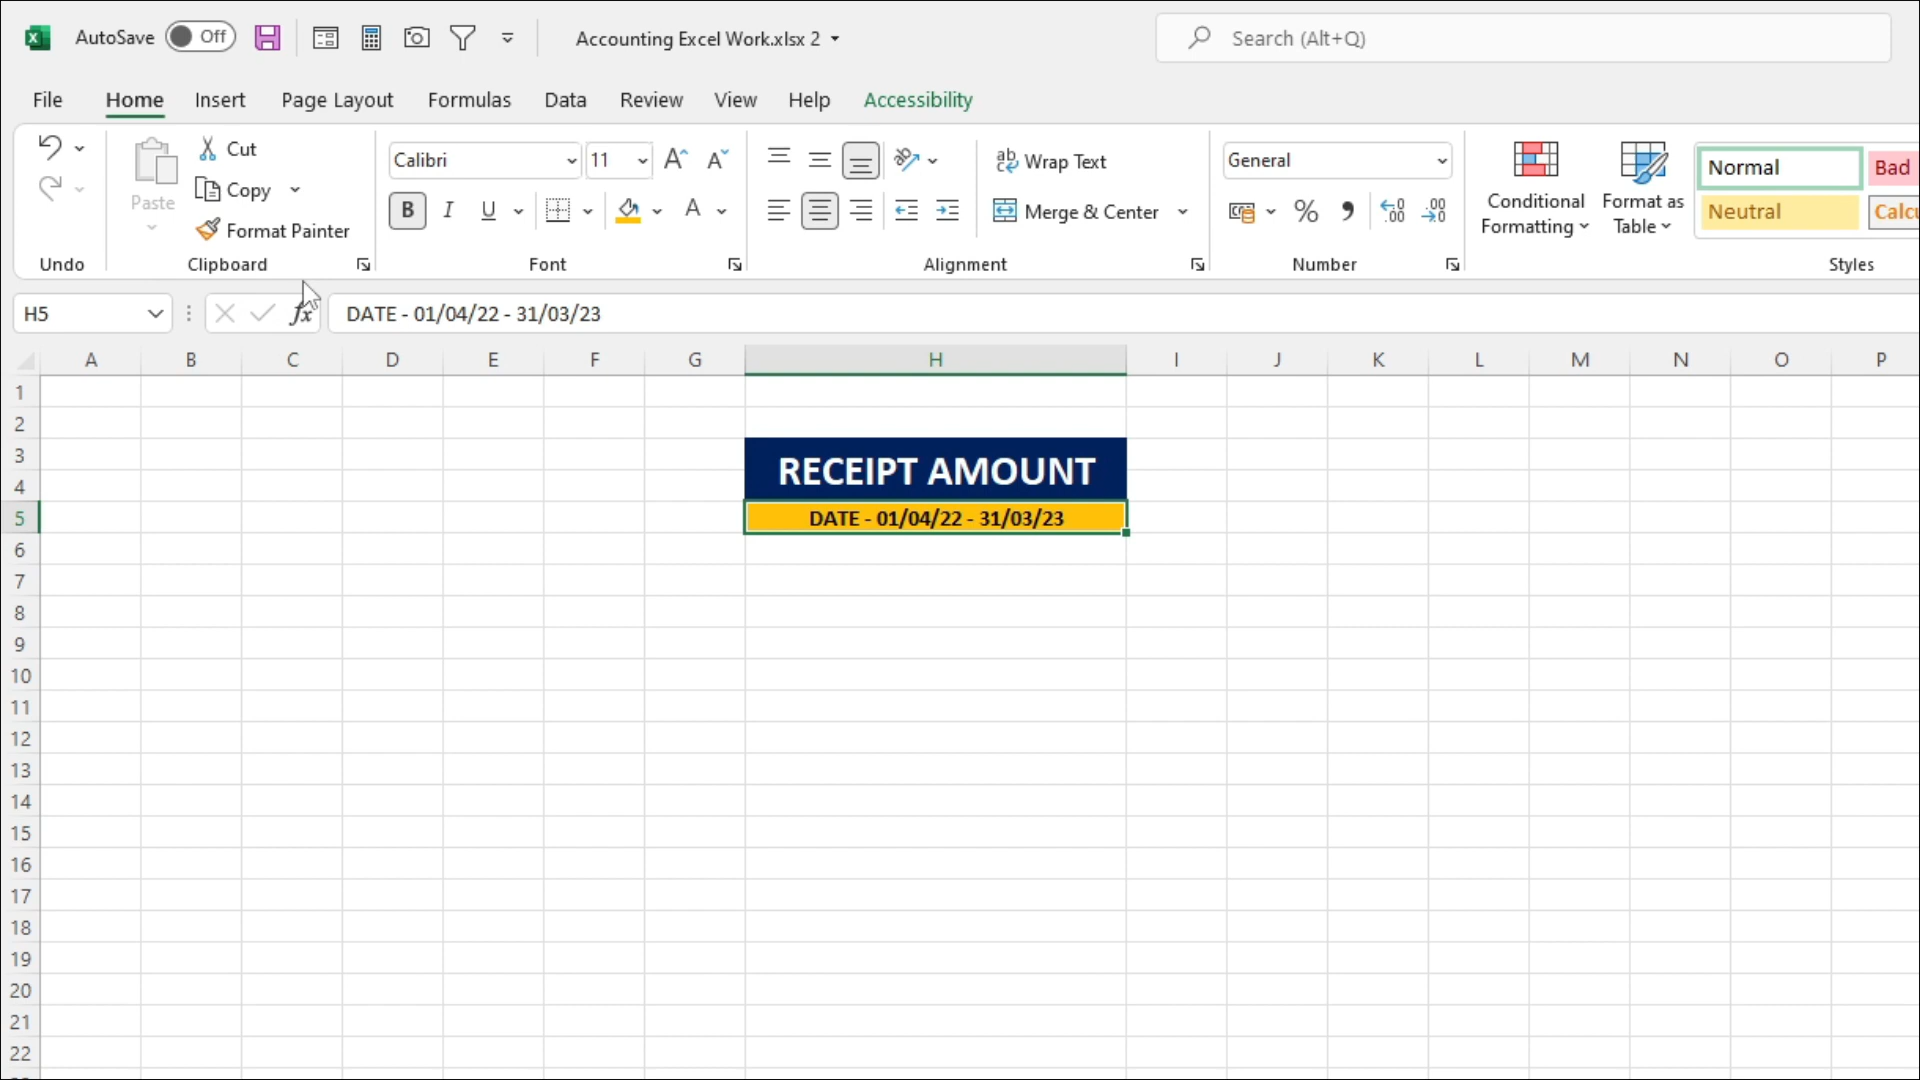 AutoSave Off Accounting Excel Work.xlsx 2 Search (Alt+Q)
File Home Insert Page Layout Formulas Data Review View Help Accessibility
Undo
Paste
Cut
Copy
Format Painter
Clipboard
Calibri 11
B I U A
Font
Wrap Text
Merge & Center
Alignment
General
% 9
Number
Conditional
Formatting
Format as
Table
Normal Bad
Neutral Calcu
Styles
H5 fx DATE - 01/04/22 - 31/03/23
A B C D E F G H I J K L M N O P
1
2
3
4
5
6
7
8
9
10
11
12
13
14
15
16
17
18
19
20
21
22
RECEIPT AMOUNT
DATE - 01/04/22 - 31/03/23